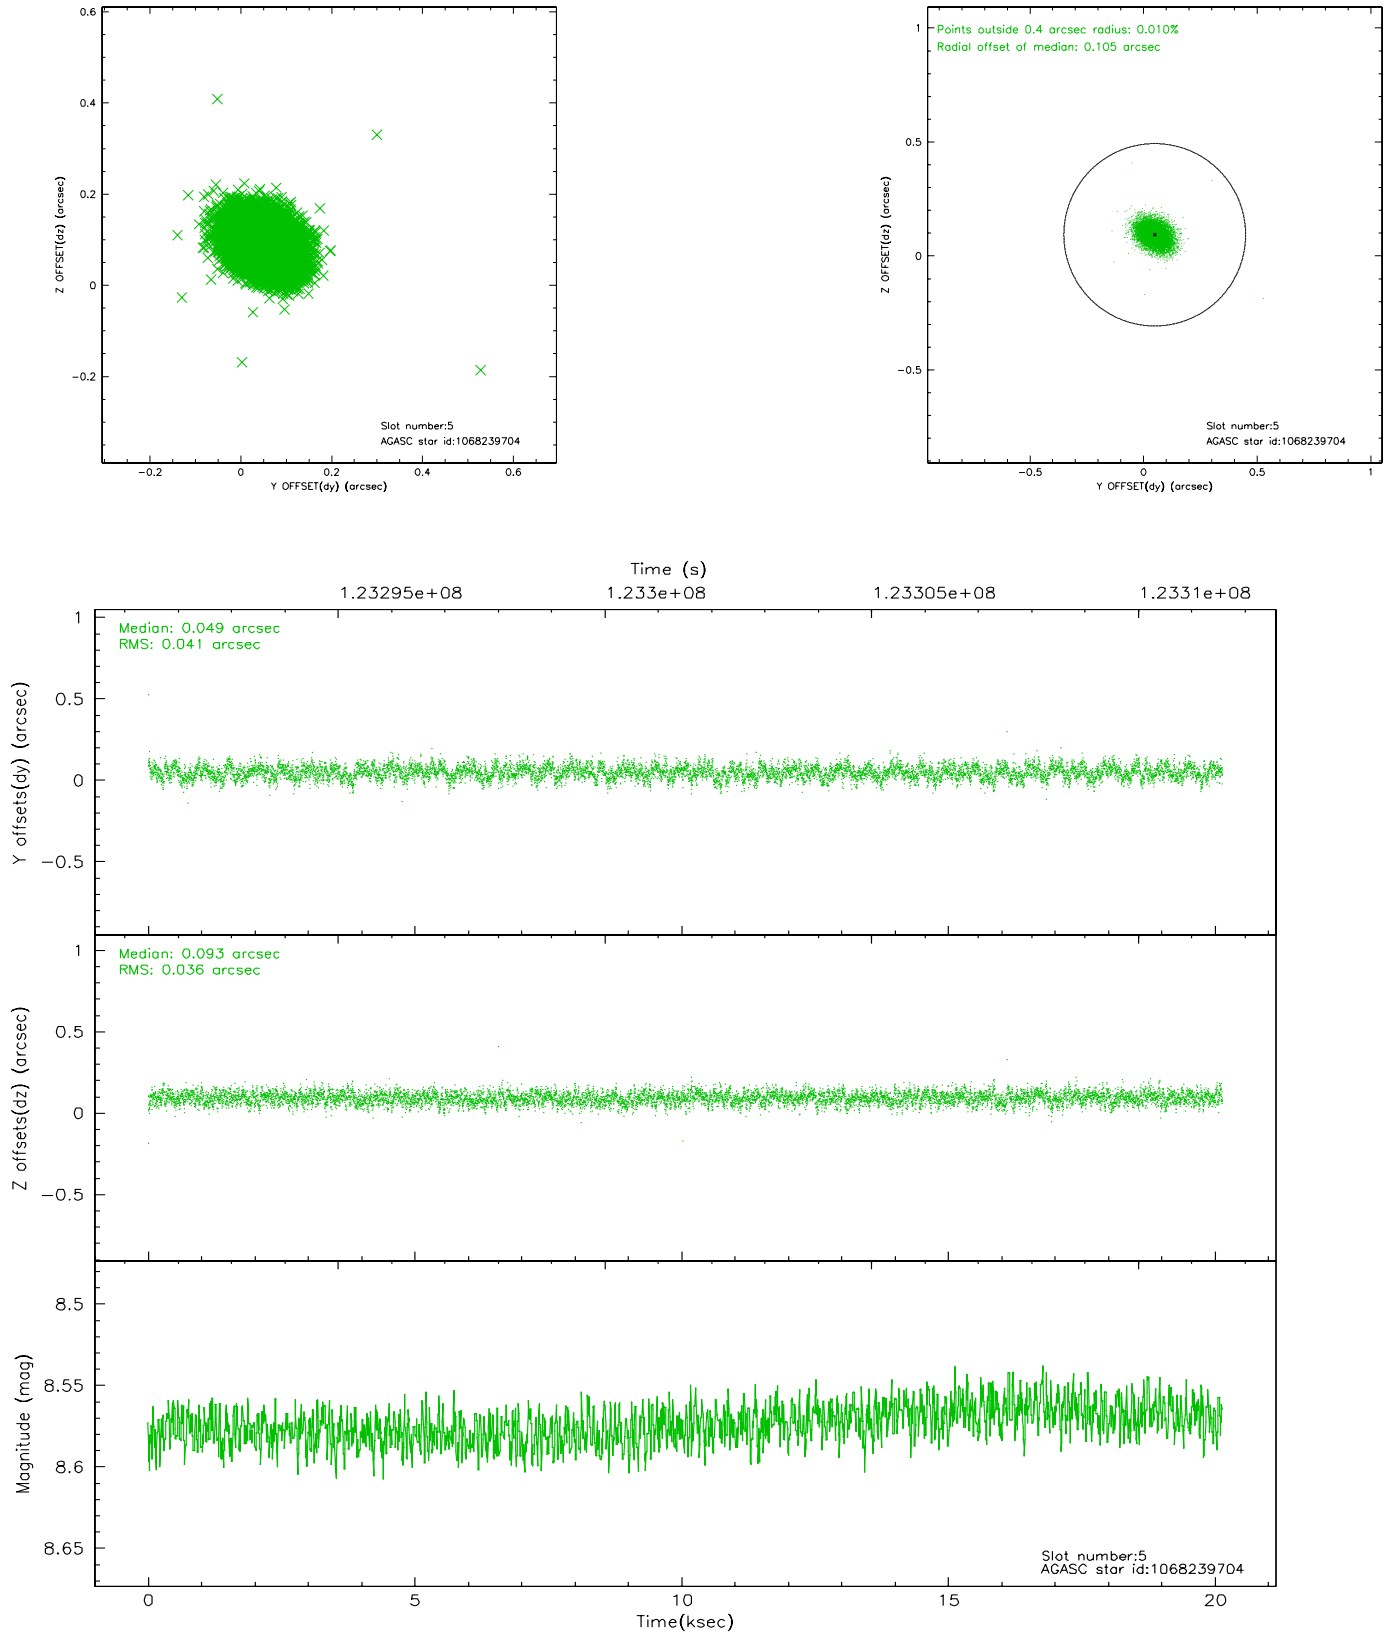 0.6
0.4
0.2
0
−0.2
Z OFFSET(dz) (arcsec)
Slot number:5
AGASC star id:1068239704
−0.2 0 0.2 0.4 0.6
Y OFFSET(dy) (arcsec)
Points outside 0.4 arcsec radius: 0.010%
Radial offset of median: 0.105 arcsec
1
0.5
0
−0.5
Z OFFSET(dz) (arcsec)
Slot number:5
AGASC star id:1068239704
−0.5 0 0.5 1
Y OFFSET(dy) (arcsec)
Time (s)
1.23295e+08 1.233e+08 1.23305e+08 1.2331e+08
Median: 0.049 arcsec
RMS: 0.041 arcsec
1
0.5
0
−0.5
Y offsets(dy) (arcsec)
Median: 0.093 arcsec
RMS: 0.036 arcsec
1
0.5
0
−0.5
Z offsets(dz) (arcsec)
8.5
8.55
8.6
8.65
Magnitude (mag)
Slot number:5
AGASC star id:1068239704
0 5 10 15 20
Time(ksec)